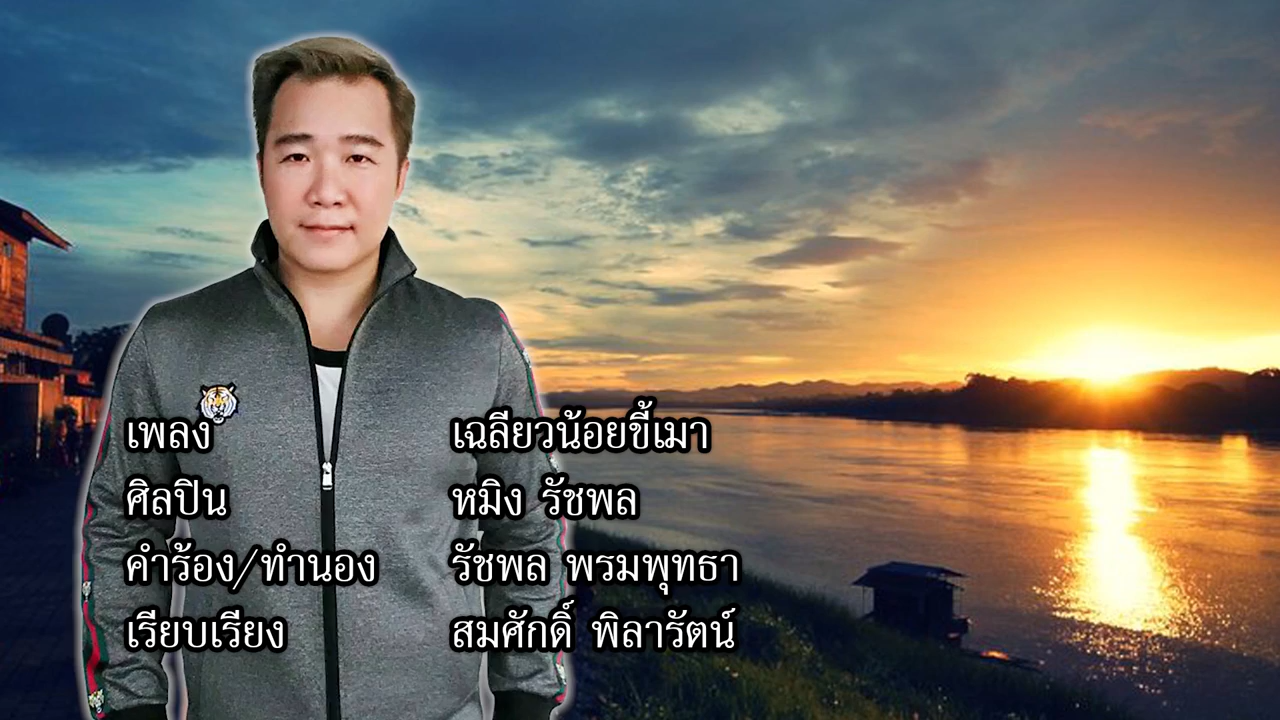 เพลง เฉลียวน้อยขี้เมา
ศิลปิน หมิง รัชพล
คำร้อง/ทำนอง รัชพล พรมพุทธา
เรียบเรียง สมศักดิ์ พิลารัตน์